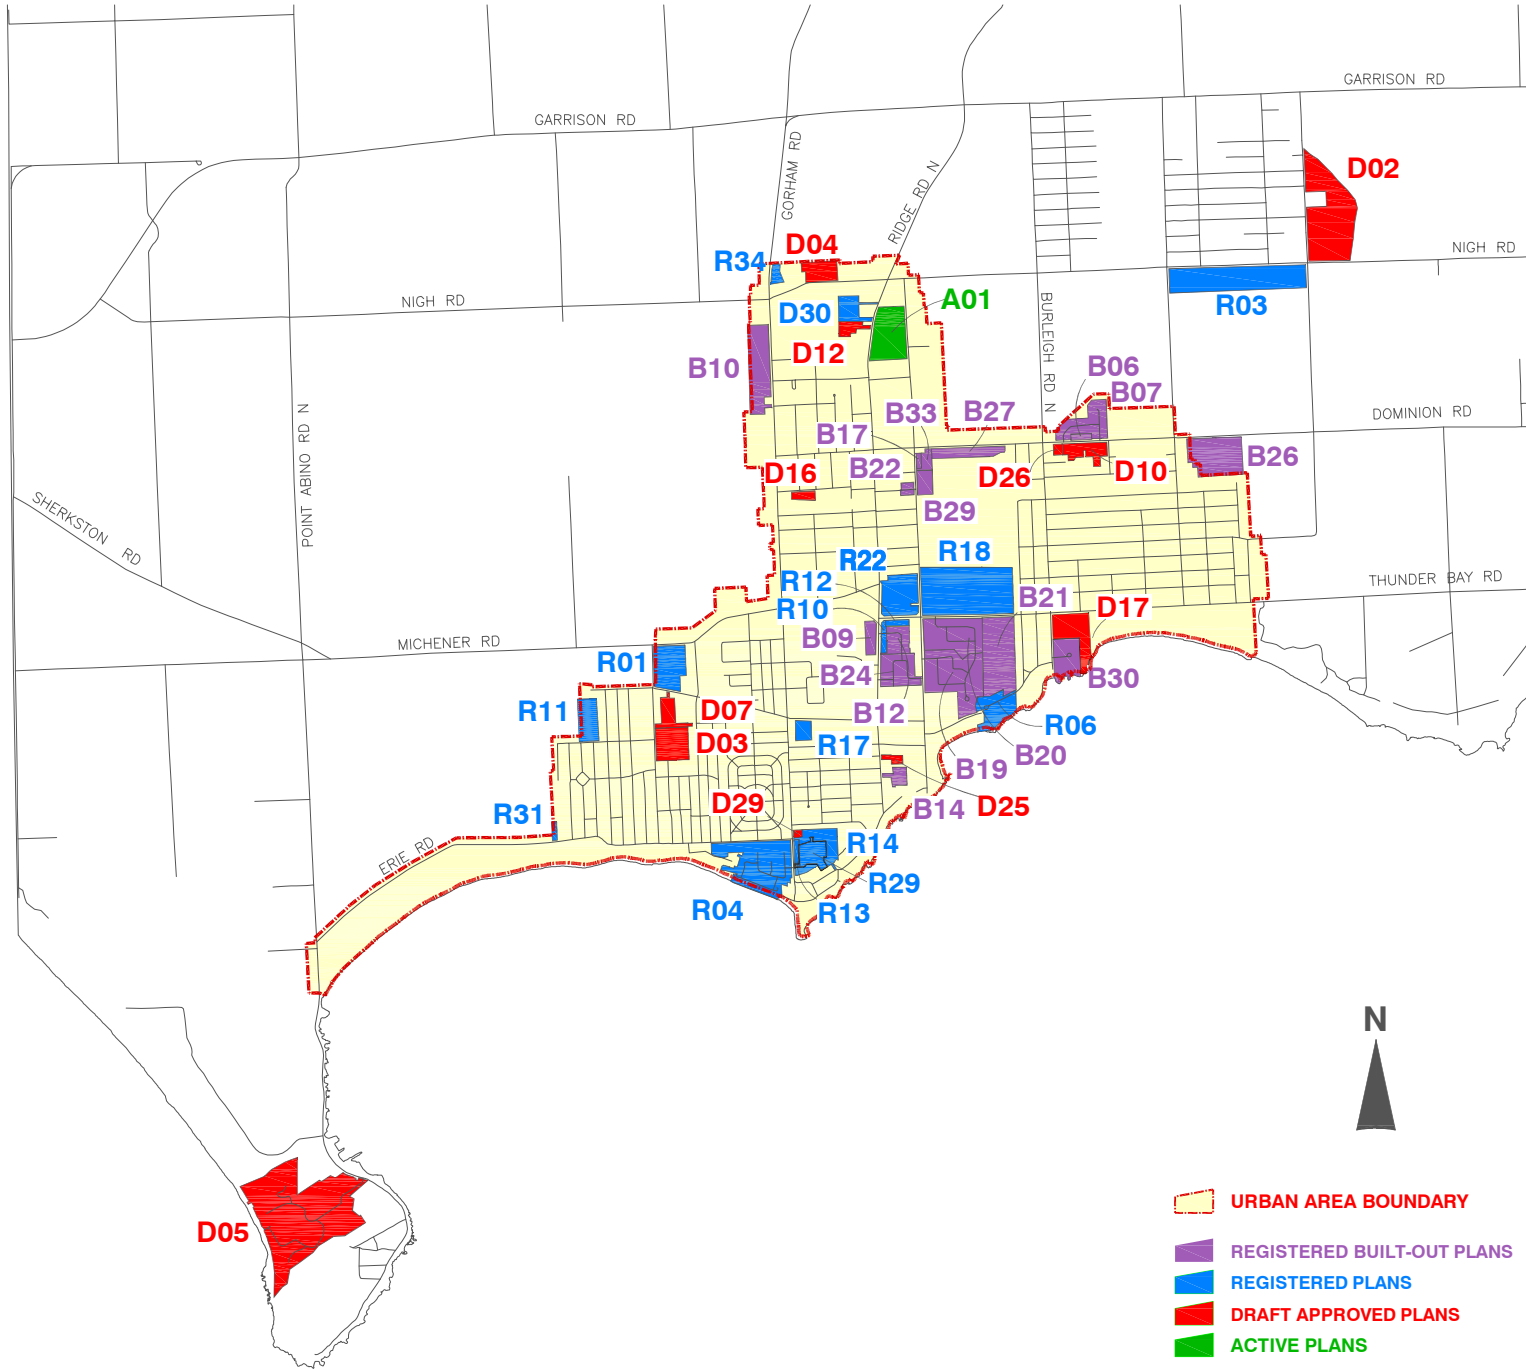 GARRISON RD
GARRISON RD
GORHAM RD
RIDGE RD N
D02
D04
R34
NIGH RD
NIGH RD
A01
D30
R03
D12
BURLEIGH RD N
B10
B06
B07
B33
B27
DOMINION RD
B17
B22
D16
D26
D10
B26
B29
POINT ABINO RD N
SHERKSTON RD
R22
R18
R12
R10
B21
D17
THUNDER BAY RD
MICHENER RD
B09
R01
B24
B30
R11
D07
B12
R06
D03
R17
B20
B19
D29
B14
D25
R31
ERIE RD
R14
R29
R04
R13
N
D05
URBAN AREA BOUNDARY
REGISTERED BUILT-OUT PLANS
REGISTERED PLANS
DRAFT APPROVED PLANS
ACTIVE PLANS